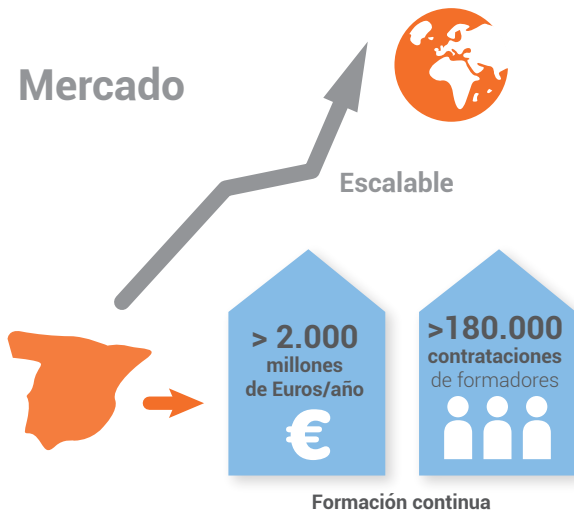 Mercado
Escalable
> 2.000
millones
de Euros/año
€
>180.000
contrataciones
de formadores
Formación continua